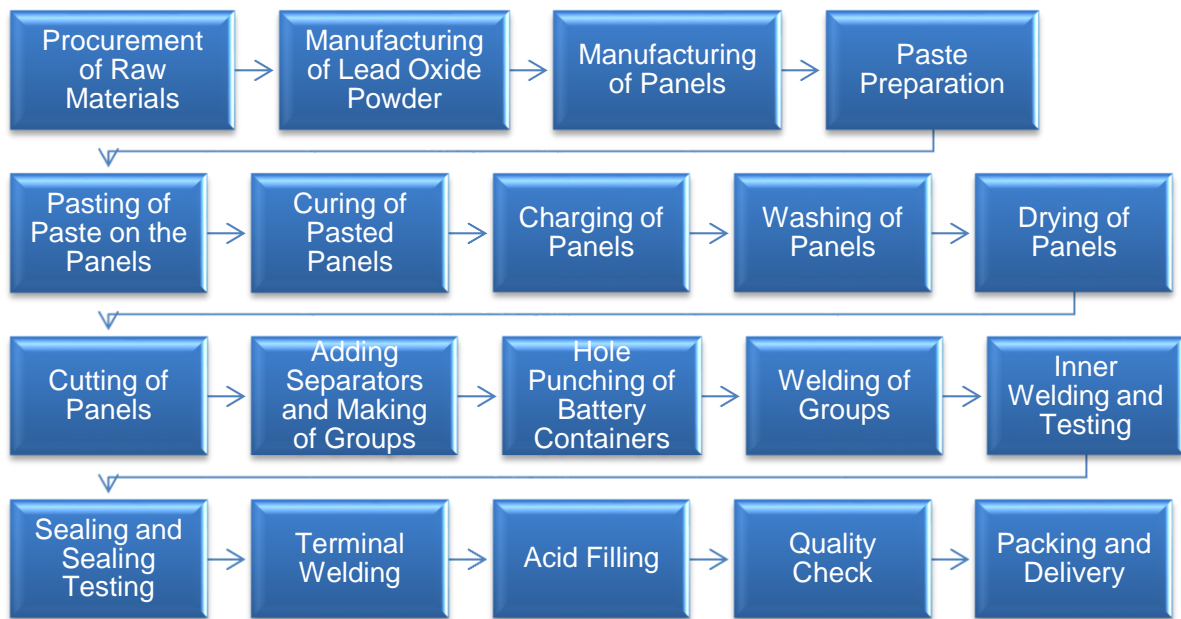 Procurement
of Raw
Materials
Manufacturing
of Lead Oxide
Powder
Manufacturing
of Panels
Paste
Preparation
Pasting of
Paste on the
Panels
Curing of
Pasted
Panels
Charging of
Panels
Washing of
Panels
Drying of
Panels
Cutting of
Panels
Adding
Separators
and Making
of Groups
Hole
Punching of
Battery
Containers
Welding of
Groups
Inner
Welding and
Testing
Sealing and
Sealing
Testing
Terminal
Welding
Acid Filling
Quality
Check
Packing and
Delivery